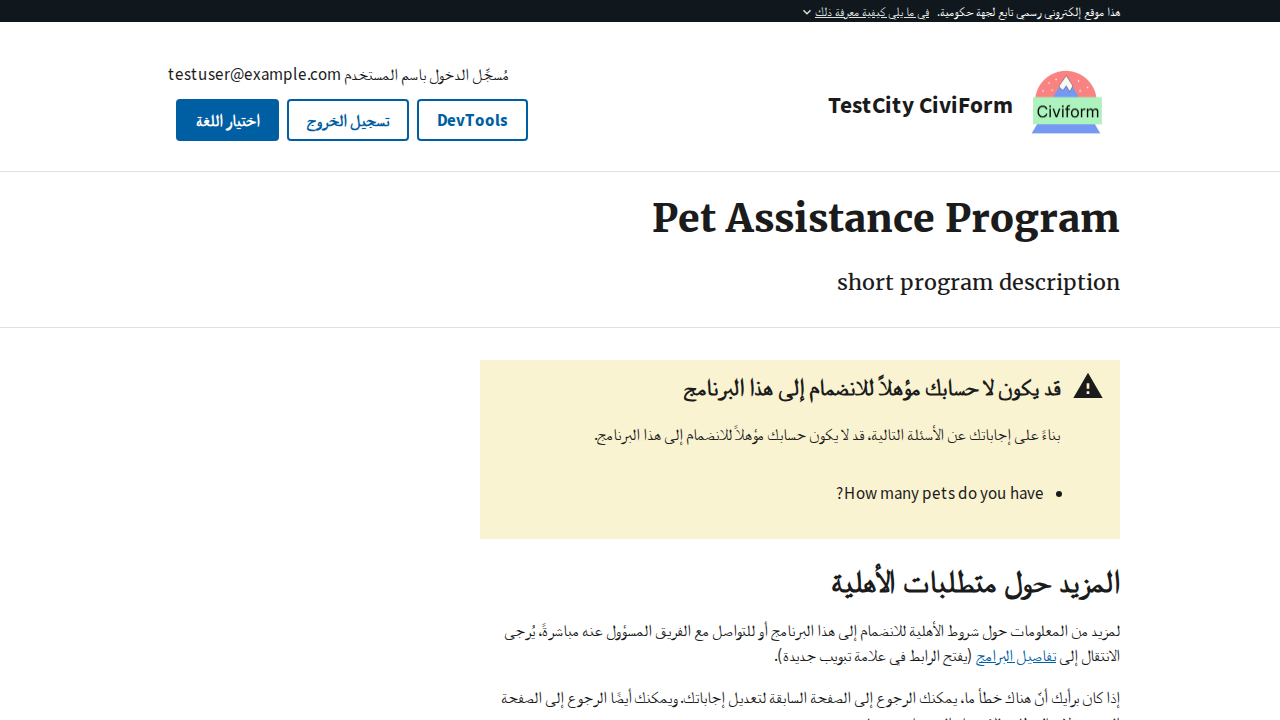 هذا موقع إلكتروني رسمي تابع لجهة حكومية. في ما يلي كيفية معرفة ذلك
Civiform
TestCity CiviForm
مُسجَّل الدخول باسم المستخدم testuser@example.com
DevTools
تسجيل الخروج
اختيار اللغة
Pet Assistance Program
short program description
قد يكون لا حسابك مؤهلاً للانضمام إلى هذا البرنامج
بناءً على إجاباتك عن الأسئلة التالية، قد لا يكون حسابك مؤهلاً للانضمام إلى هذا البرنامج.
How many pets do you have?
المزيد حول متطلبات الأهلية
لمزيد من المعلومات حول شروط الأهلية للانضمام إلى هذا البرنامج أو للتواصل مع الفريق المسؤول عنه مباشرةً، يُرجى
الانتقال إلى تفاصيل البرامج (يفتح الرابط في علامة تبويب جديدة).
إذا كان برأيك أنّ هناك خطأ ما، يمكنك الرجوع إلى الصفحة السابقة لتعديل إجاباتك. ويمكنك أيضًا الرجوع إلى الصفحة